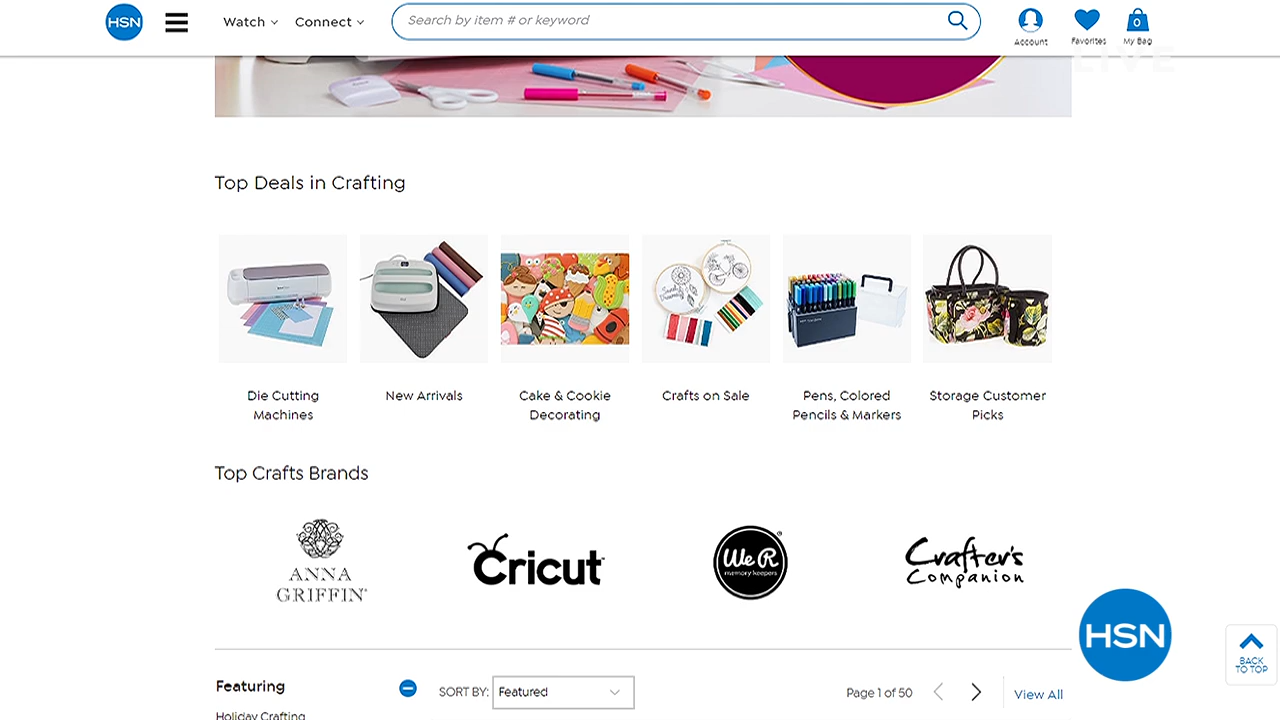 HSN
Watch
Connect
Search by item # or keyword
Account
Favorites
0
My Bag
LIVE
Top Deals in Crafting
Die Cutting
Machines
New Arrivals
Cake & Cookie
Decorating
Crafts on Sale
Pens, Colored
Pencils & Markers
Storage Customer
Picks
Top Crafts Brands
ANNA
GRIFFIN®
Cricut™
We R
memory keepers
®
Crafter's
Companion
HSN
BACK
TO TOP
Featuring
SORT BY: Featured
Page 1 of 50
View All
Holiday Crafting